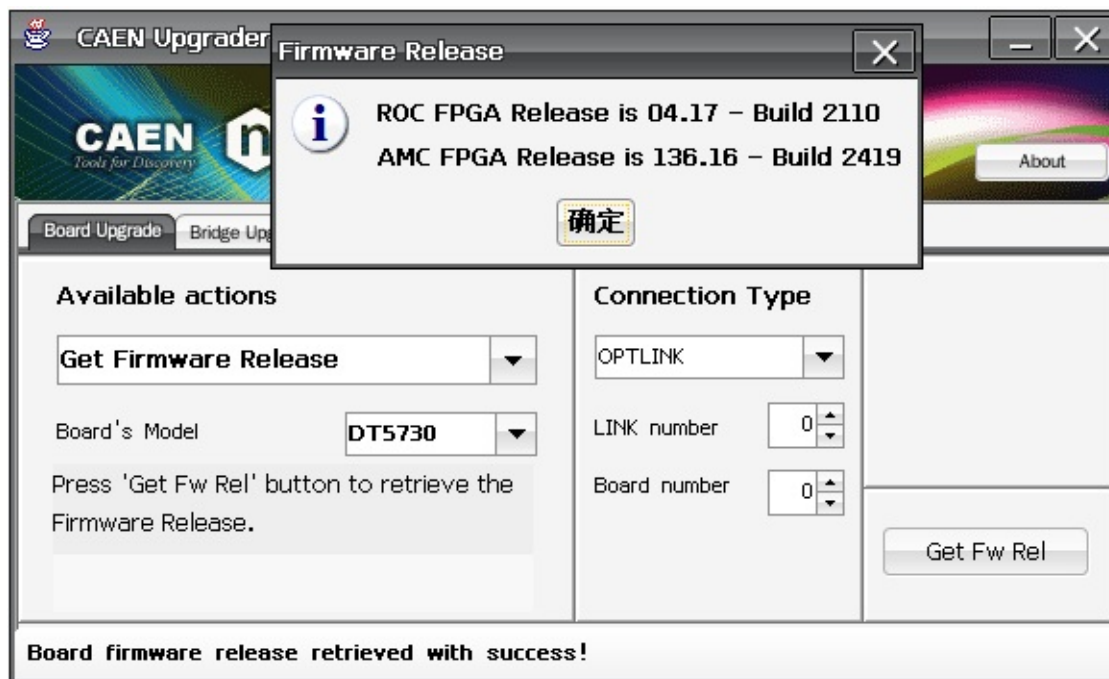 CAEN Upgrader
Firmware Release
ROC FPGA Release is 04.17 - Build 2110
AMC FPGA Release is 136.16 - Build 2419
确定
CAEN
Tools for Discovery
n
About
Board Upgrade
Bridge Upg
Available actions
Get Firmware Release
Board's Model
DT5730
Press 'Get Fw Rel' button to retrieve the
Firmware Release.
Connection Type
OPTLINK
LINK number
0
Board number
0
Get Fw Rel
Board firmware release retrieved with success!